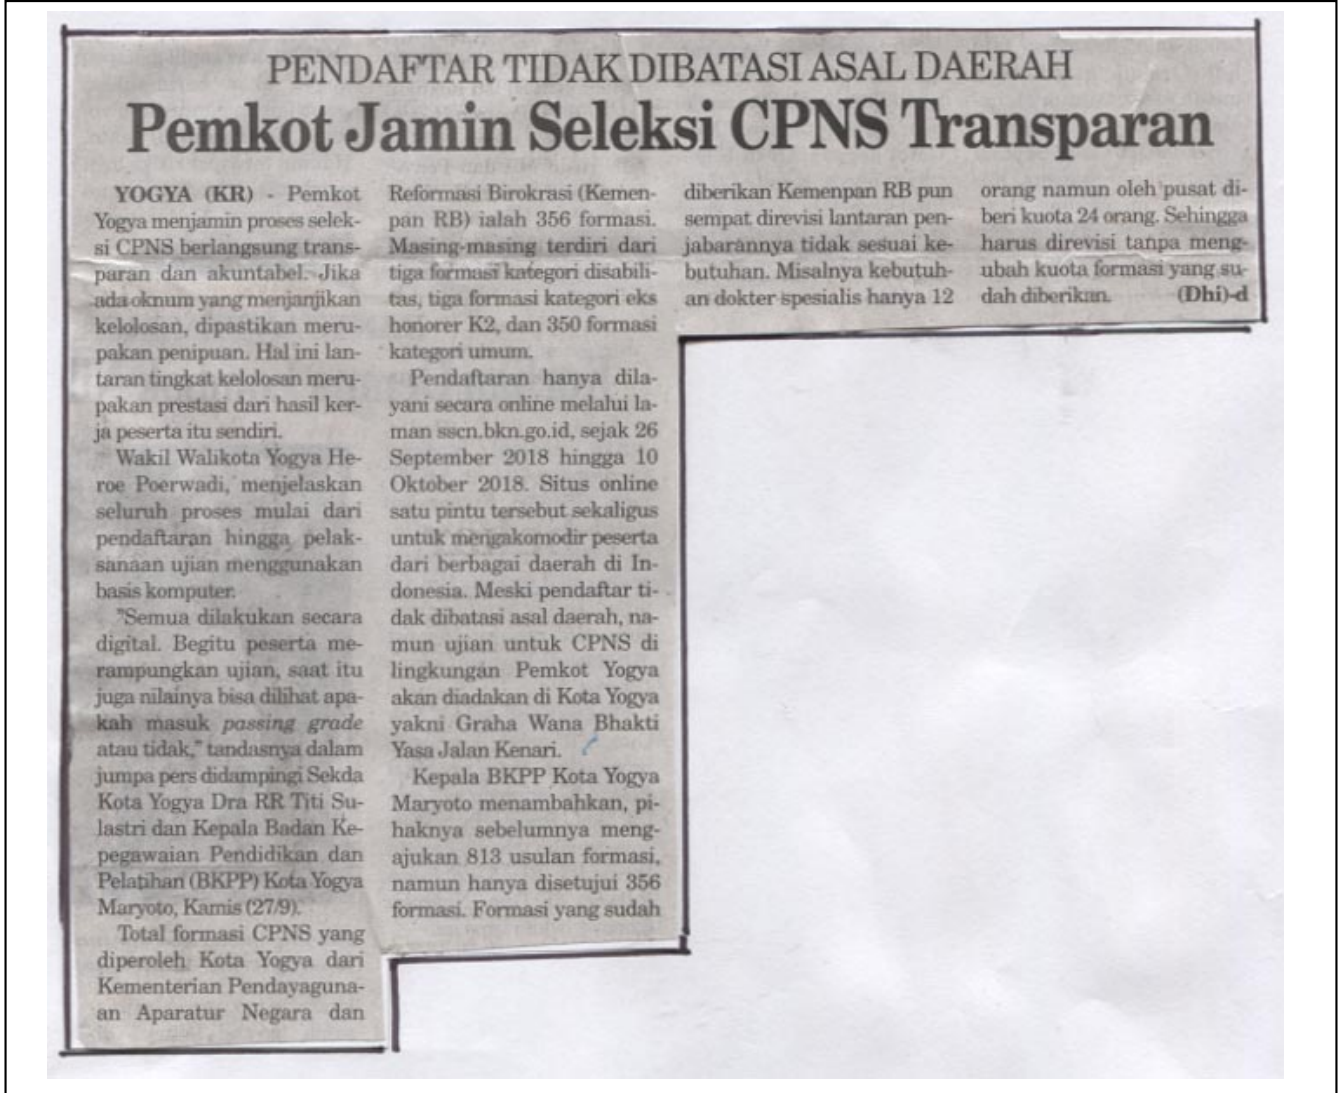 PENDAFTAR TIDAK DIBATASI ASAL DAERAH
Pemkot Jamin Seleksi CPNS Transparan
YOGYA (KR) - Pemkot
Yogya menjamin proses selek-
si CPNS berlangsung trans-
paran dan akuntabel. Jika
ada oknum yang menjanjikan
kelolosan, dipastikan meru-
pakan penipuan. Hal ini lan-
taran tingkat kelolosan meru-
pakan prestasi dari hasil ker-
ja peserta itu sendiri.
Wakil Walikota Yogya He-
roe Poerwadi, menjelaskan
seluruh proses mulai dari
pendaftaran hingga pelak-
sanaan ujian menggunakan
basis komputer.
"Semua dilakukan secara
digital. Begitu peserta me-
rampungkan ujian, saat itu
juga nilainya bisa dilihat apa-
kah masuk passing grade
atau tidak," tandasnya dalam
jumpa pers didampingi Sekda
Kota Yogya Dra RR Titi Su-
lastri dan Kepala Badan Ke-
pegawaian Pendidikan dan
Pelatihan (BKPP) Kota Yogya
Maryoto, Kamis (27/9).
Total formasi CPNS yang
diperoleh Kota Yogya dari
Kementerian Pendayaguna-
an Aparatur Negara dan
Reformasi Birokrasi (Kemen-
pan RB) ialah 356 formasi.
Masing-masing terdiri dari
tiga formasi kategori disabili-
tas, tiga formasi kategori eks
honorer K2, dan 350 formasi
kategori umum.
Pendaftaran hanya dila-
yani secara online melalui la-
man sscn.bkn.go.id, sejak 26
September 2018 hingga 10
Oktober 2018. Situs online
satu pintu tersebut sekaligus
untuk mengakomodir peserta
dari berbagai daerah di In-
donesia. Meski pendaftar ti-
dak dibatasi asal daerah, na-
mun ujian untuk CPNS di
lingkungan Pemkot Yogya
akan diadakan di Kota Yogya
yakni Graha Wana Bhakti
Yasa Jalan Kenari.
Kepala BKPP Kota Yogya
Maryoto menambahkan, pi-
haknya sebelumnya meng-
ajukan 813 usulan formasi,
namun hanya disetujui 356
formasi. Formasi yang sudah
diberikan Kemenpan RB pun
sempat direvisi lantaran pen-
jabarannya tidak sesuai ke-
butuhan. Misalnya kebutuh-
an dokter spesialis hanya 12
orang namun oleh pusat di-
beri kuota 24 orang. Sehingga
harus direvisi tanpa meng-
ubah kuota formasi yang su-
dah diberikan. (Dhi)-d